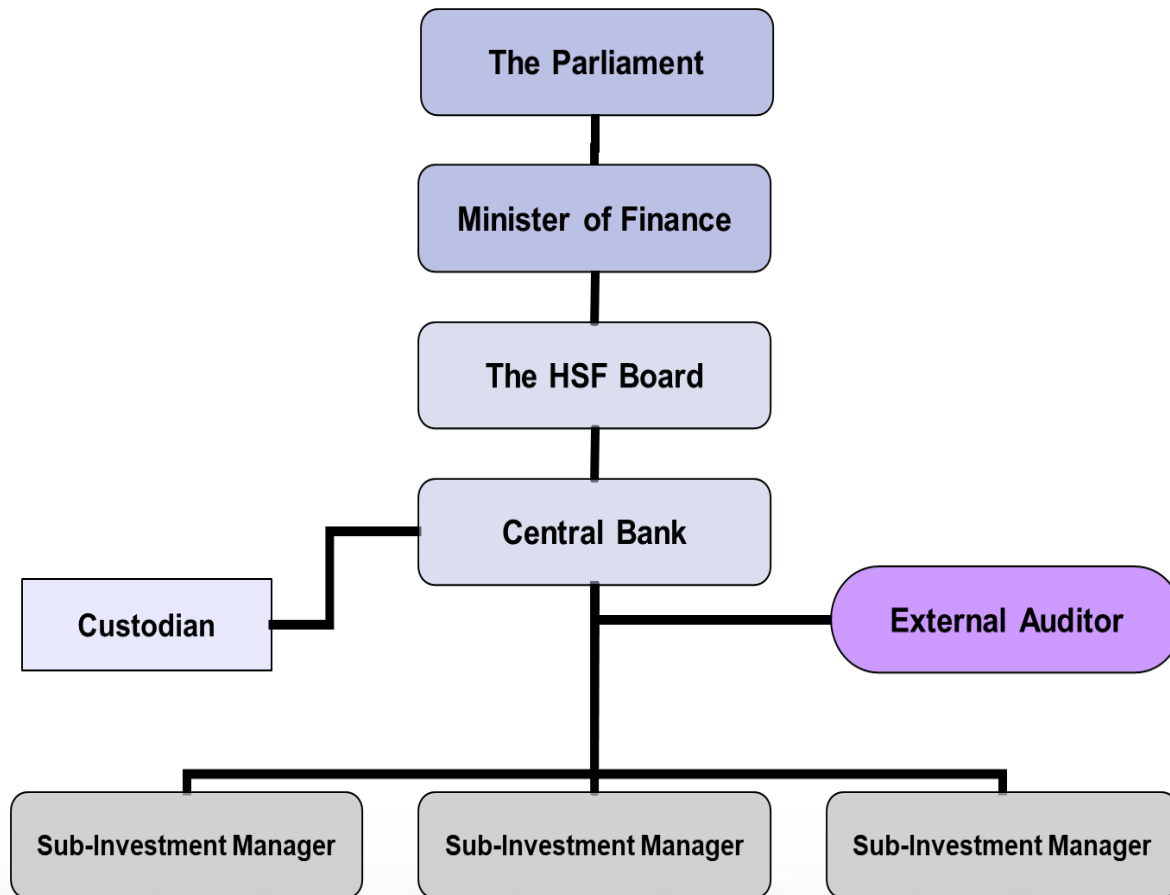 The Parliament
Minister of Finance
The HSF Board
Central Bank
Custodian
External Auditor
Sub-Investment Manager
Sub-Investment Manager
Sub-Investment Manager